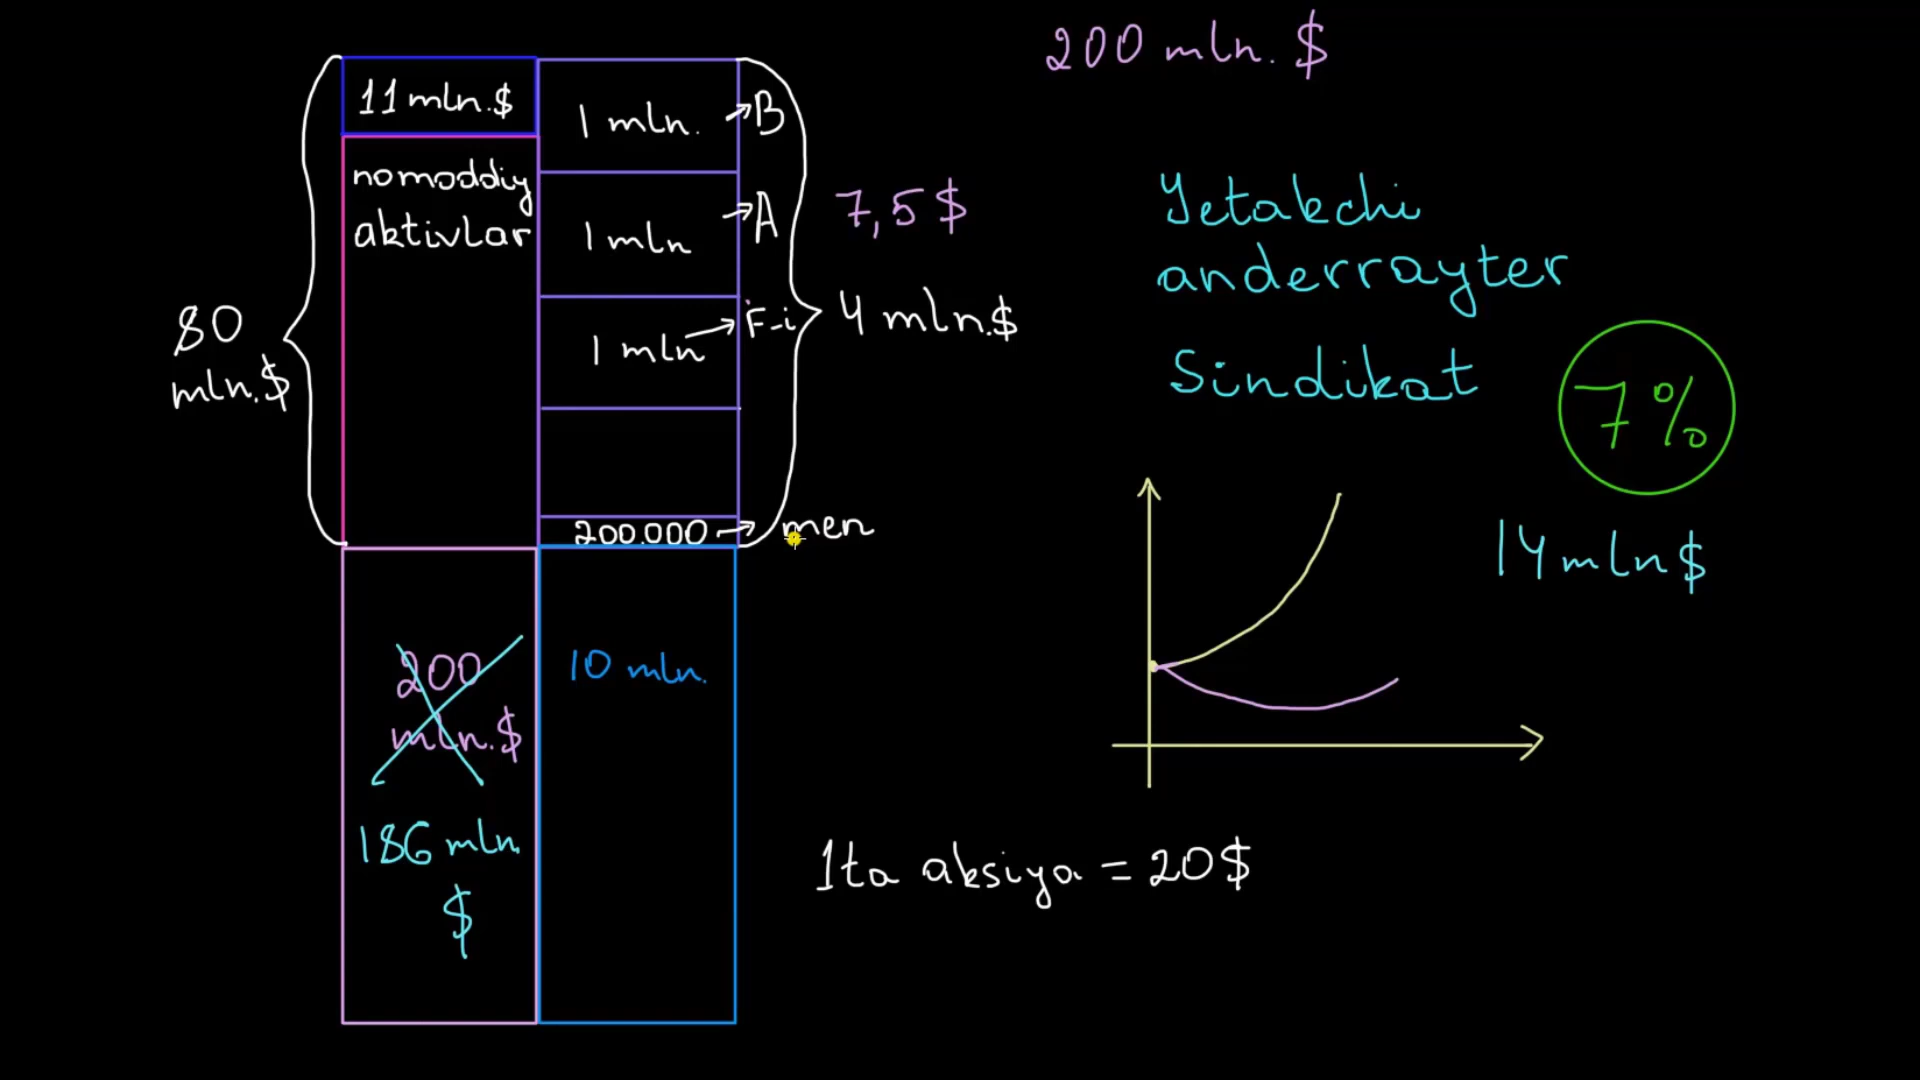 200 mln. $
11 mln. $
nomoddiy
aktivlar
80
mln. $
1 mln. → B
1 mln → A
1 mln → F-i
200.000 → men
7,5 $
4 mln. $
Yetakchi
anderrayter
Sindikat
7%
14 mln $
200
mln. $
186 mln.
$
10 mln.
1ta aksiya = 20 $